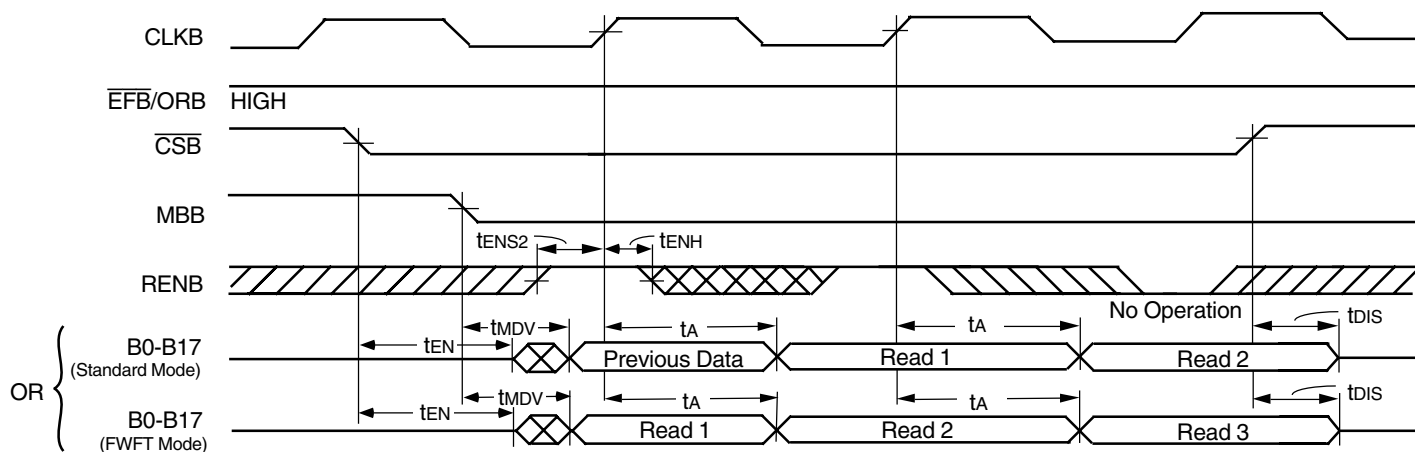 CLKB
EFB/ORB HIGH
CSB
MBB
tENS2 tENH
RENB
No Operation
tMDV tA tA tDIS
tEN
OR
B0-B17
(Standard Mode)
Previous Data Read 1 Read 2
tMDV tA tA tDIS
tEN
B0-B17
(FWFT Mode)
Read 1 Read 2 Read 3